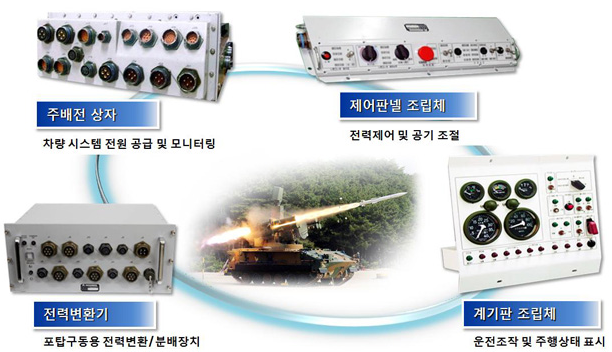 주배전 상자
차량 시스템 전원 공급 및 모니터링
제어판넬 조립체
전력제어 및 공기 조절
전력변환기
포탑구동용 전력변환/분배장치
계기판 조립체
운전조작 및 주행상태 표시